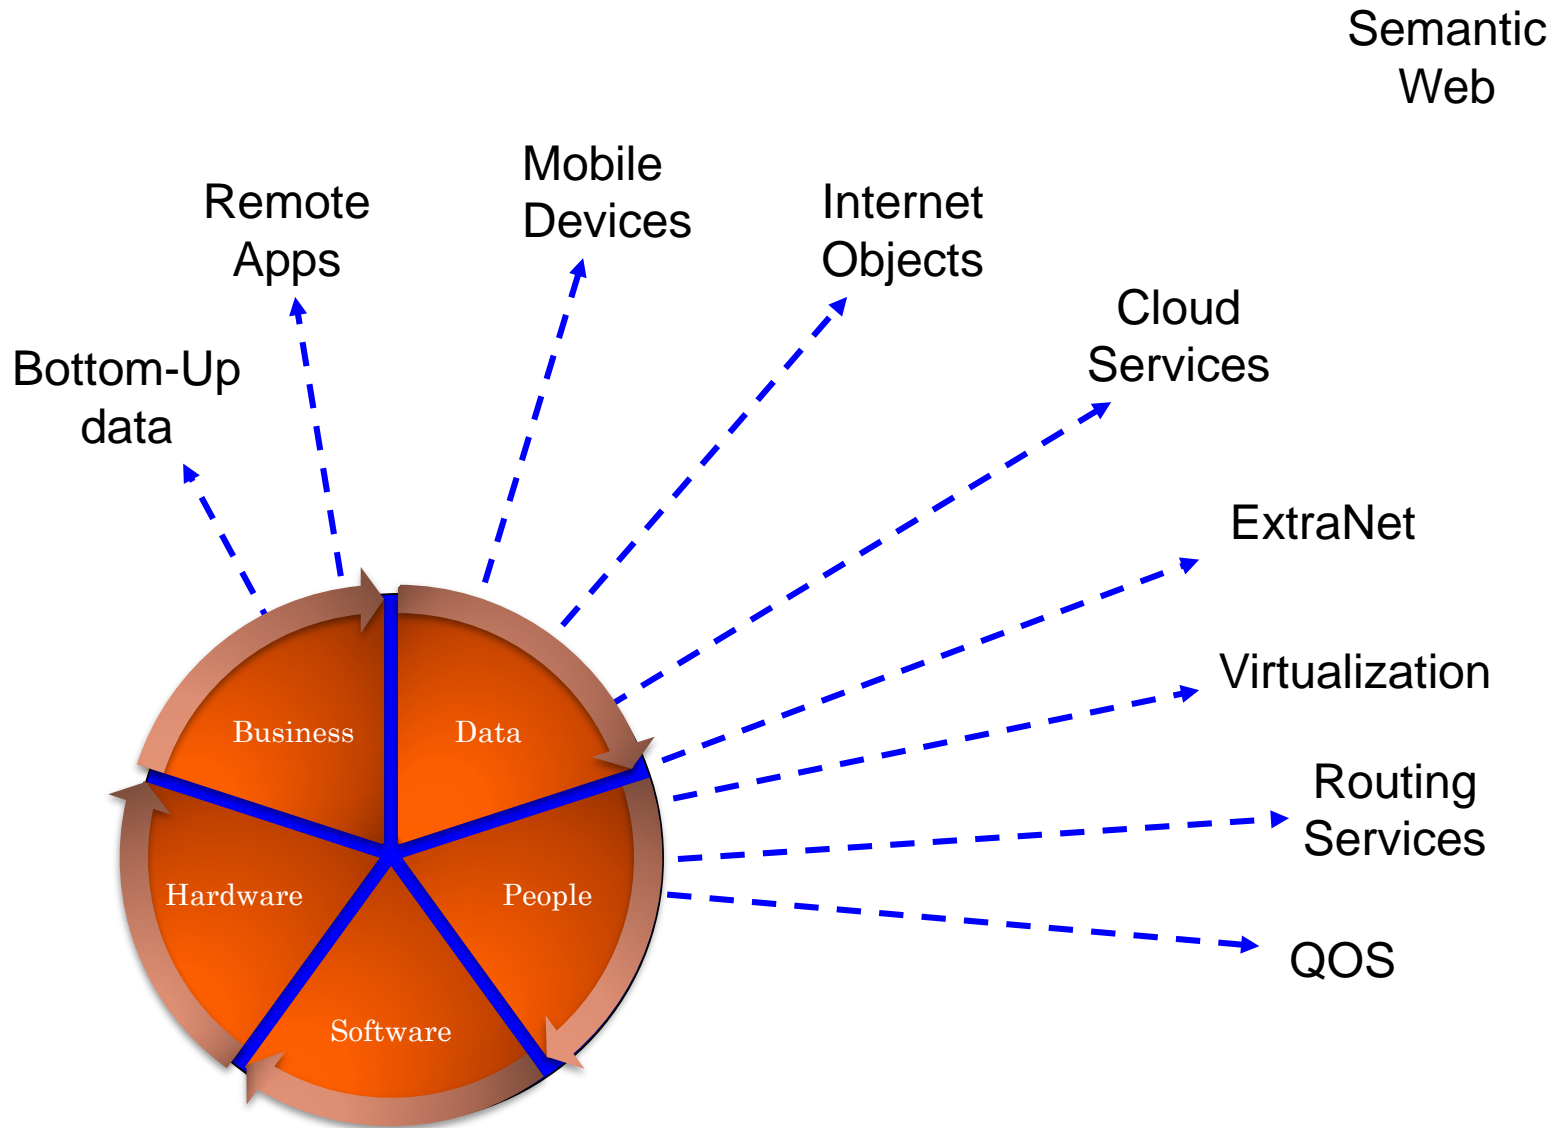 Semantic
Web
Mobile
Devices
Remote
Apps
Internet
Objects
Cloud
Services
Bottom-Up
data
ExtraNet
Virtualization
Business
Data
Routing
Services
Hardware
People
QOS
Software